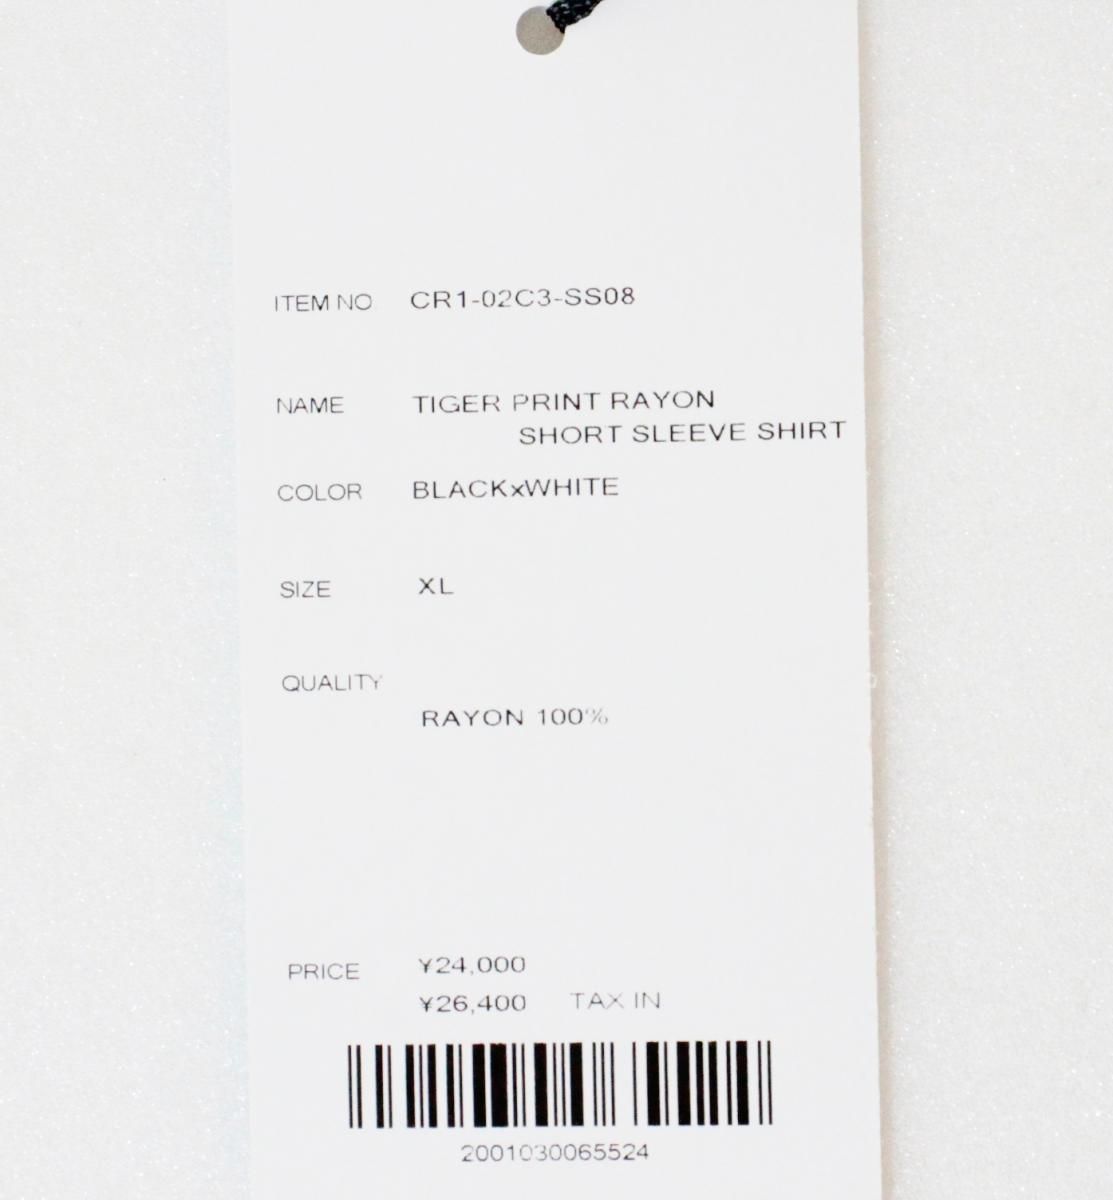 ITEM NO CR1-02C3-SS08
NAME TIGER PRINT RAYON
SHORT SLEEVE SHIRT
COLOR BLACKxWHITE
SIZE XL
QUALITY
RAYON 100%
PRICE ¥24,000
¥26,400 TAX IN
2001030065524